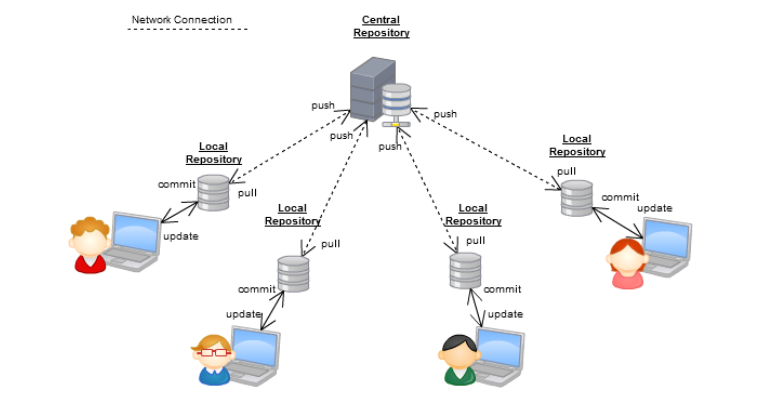 Network Connection
Central
Repository
push
push
push
push
Local
Repository
commit
pull
update
Local
Repository
pull
commit
update
Local
Repository
pull
commit
update
Local
Repository
pull
commit
update